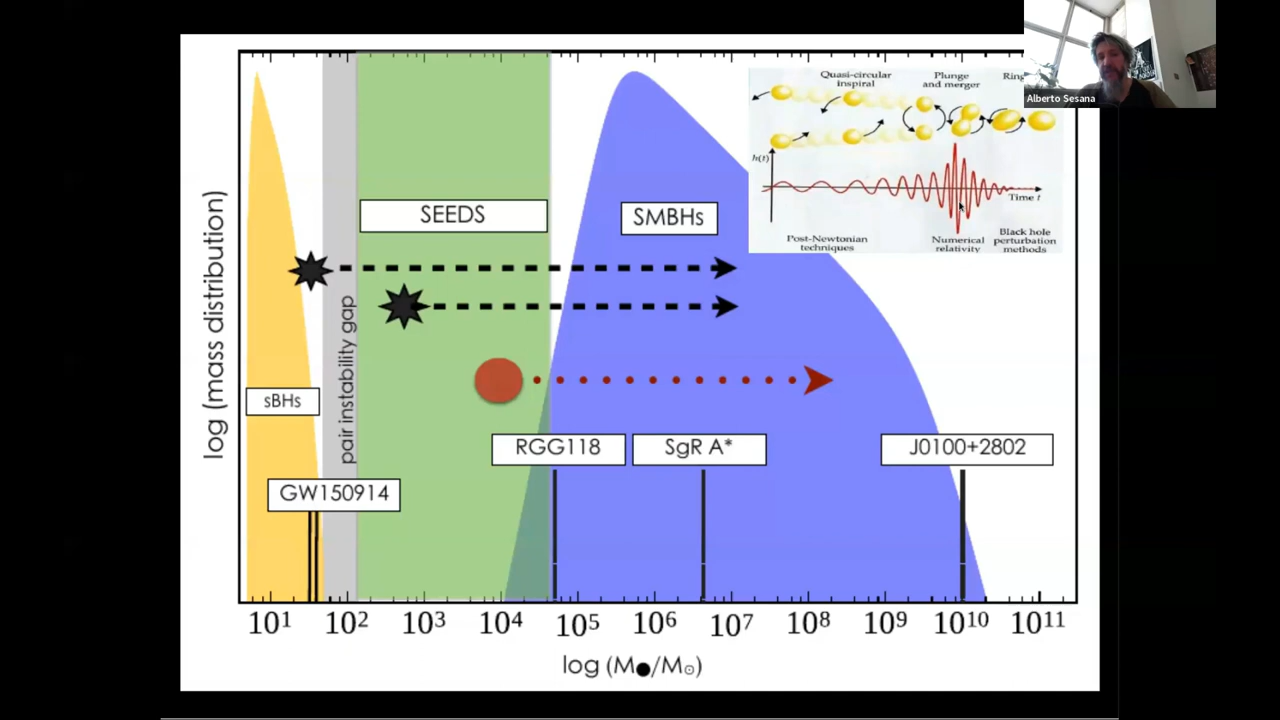 Quasi-circular
inspiral
Plunge
and merger
Alberto Sesana
h(t)
Time t
Post-Newtonian
techniques
Numerical
relativity
Black hole
perturbation
methods
log (mass distribution)
SEEDS
SMBHs
pair instability gap
sBHs
RGG118
SgR A*
J0100+2802
GW150914
10¹ 10² 10³ 10⁴ 10⁵ 10⁶ 10⁷ 10⁸ 10⁹ 10¹⁰ 10¹¹
log (M●/M⊙)